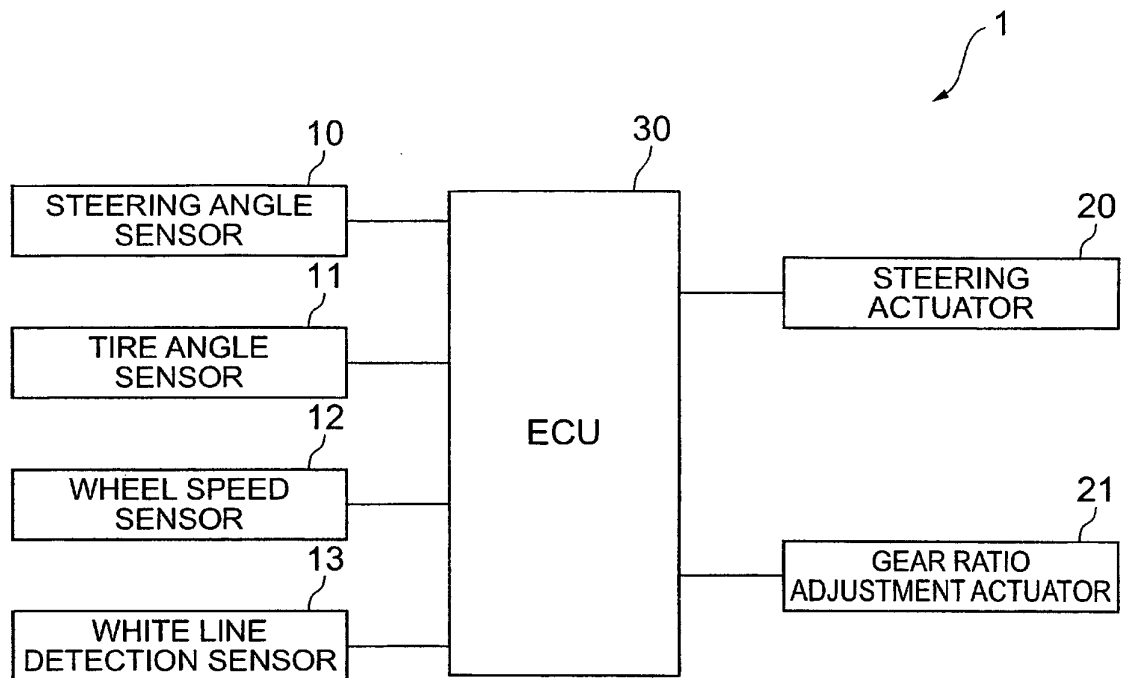 1
10
STEERING ANGLE
SENSOR
11
TIRE ANGLE
SENSOR
12
WHEEL SPEED
SENSOR
13
WHITE LINE
DETECTION SENSOR
30
ECU
20
STEERING
ACTUATOR
21
GEAR RATIO
ADJUSTMENT ACTUATOR